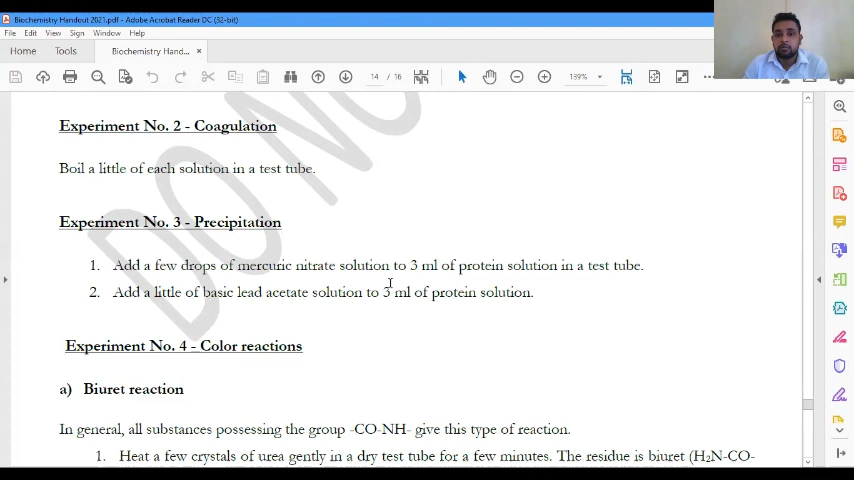 Biochemistry Handout 2021.pdf - Adobe Acrobat Reader DC (32-bit)
File Edit View Sign Window Help
Home Tools Biochemistry Hand... ×
14 / 16 139%
DO NO
Experiment No. 2 - Coagulation
Boil a little of each solution in a test tube.
Experiment No. 3 - Precipitation
1. Add a few drops of mercuric nitrate solution to 3 ml of protein solution in a test tube.
2. Add a little of basic lead acetate solution to 3 ml of protein solution.
Experiment No. 4 - Color reactions
a) Biuret reaction
In general, all substances possessing the group -CO-NH- give this type of reaction.
1. Heat a few crystals of urea gently in a dry test tube for a few minutes. The residue is biuret (H₂N-CO-